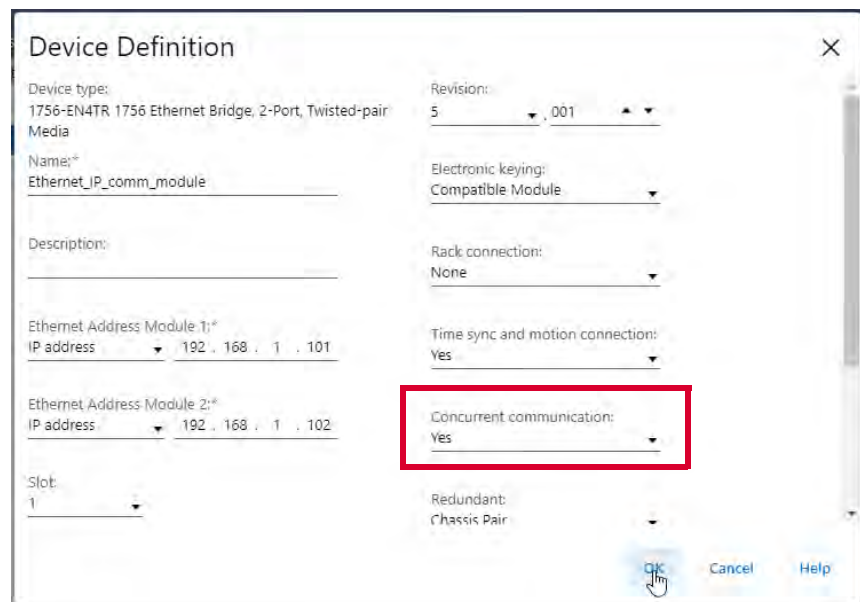 Device Definition
Device type:
1756-EN4TR 1756 Ethernet Bridge, 2-Port, Twisted-pair
Media
Name:*
Ethernet_IP_comm_module
Description:
Ethernet Address Module 1:*
IP address 192 . 168 . 1 . 101
Ethernet Address Module 2:*
IP address 192 . 168 . 1 . 102
Slot:
1
Revision:
5 . 001
Electronic keying:
Compatible Module
Rack connection:
None
Time sync and motion connection:
Yes
Concurrent communication:
Yes
Redundant:
Chassis Pair
OK Cancel Help